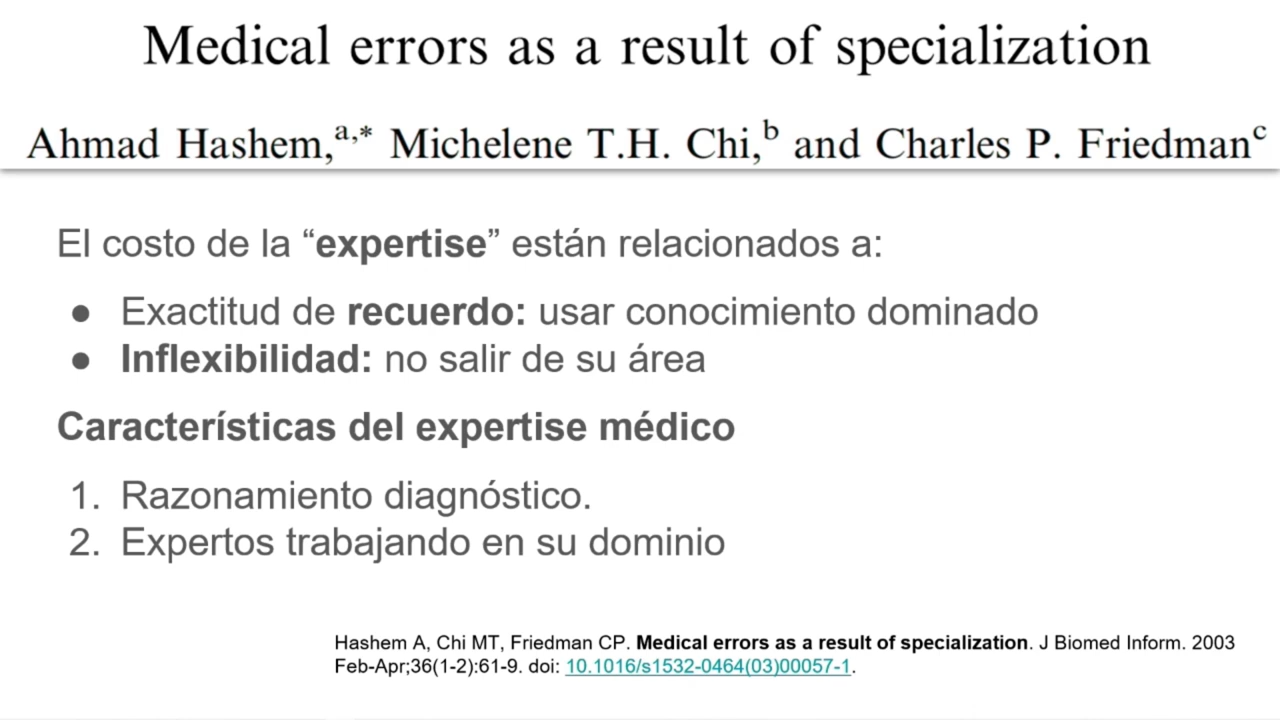 Medical errors as a result of specialization
Ahmad Hashem,a,* Michelene T.H. Chi,b and Charles P. Friedmanc
El costo de la “expertise” están relacionados a:
● Exactitud de recuerdo: usar conocimiento dominado
● Inflexibilidad: no salir de su área
Características del expertise médico
1. Razonamiento diagnóstico.
2. Expertos trabajando en su dominio
Hashem A, Chi MT, Friedman CP. Medical errors as a result of specialization. J Biomed Inform. 2003
Feb-Apr;36(1-2):61-9. doi: 10.1016/s1532-0464(03)00057-1.